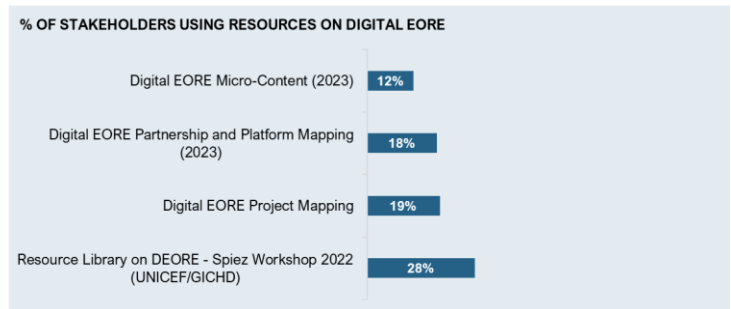 % OF STAKEHOLDERS USING RESOURCES ON DIGITAL EORE
Digital EORE Micro-Content (2023)
12%
Digital EORE Partnership and Platform Mapping
(2023)
18%
Digital EORE Project Mapping
19%
Resource Library on DEORE - Spiez Workshop 2022
(UNICEF/GICHD)
28%